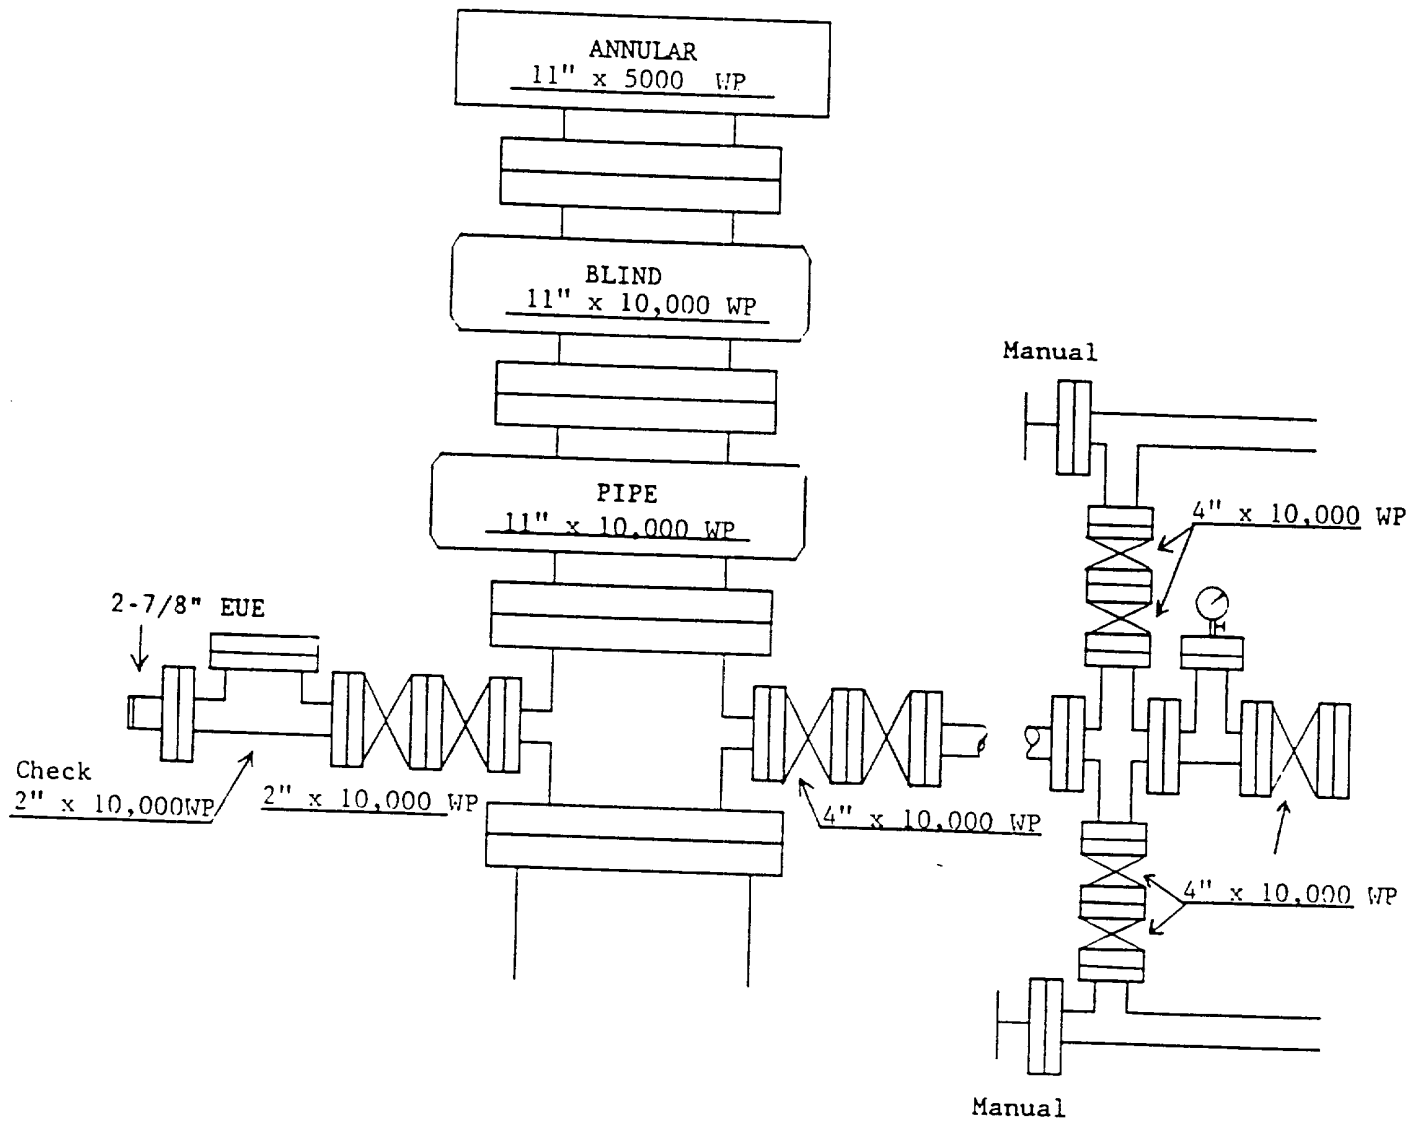 ANNULAR
11" x 5000 WP
BLIND
11" x 10,000 WP
Manual
PIPE
11" x 10,000 WP
4" x 10,000 WP
2-7/8" EUE
Check
2" x 10,000WP
2" x 10,000 WP
4" x 10,000 WP
4" x 10,000 WP
Manual